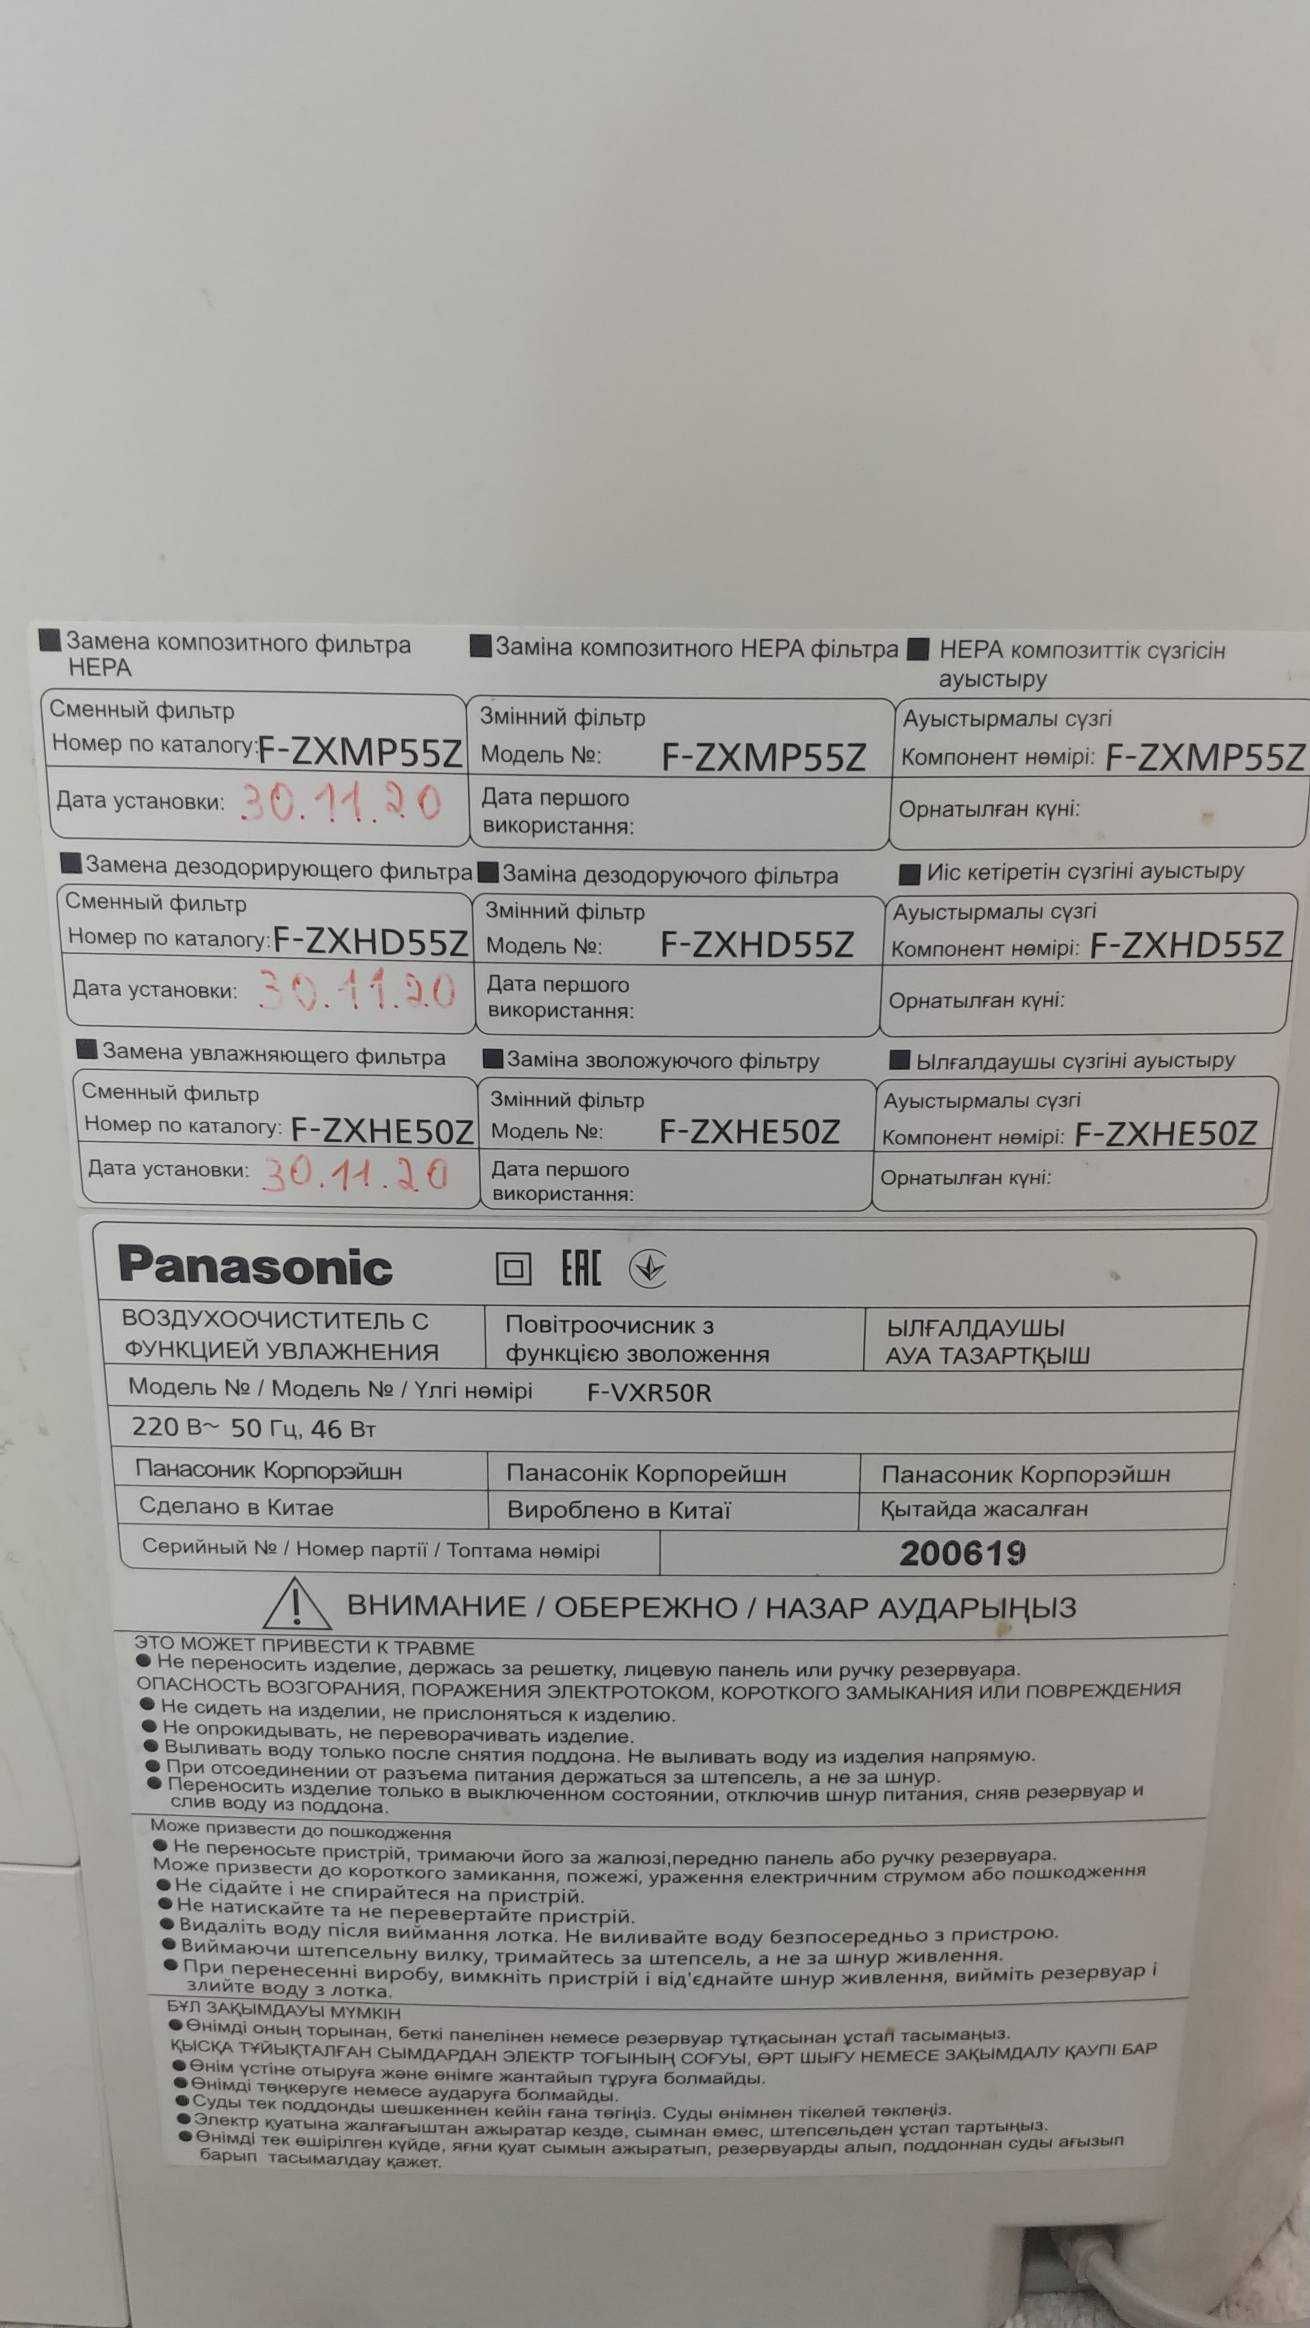 Замена композитного фильтра
HEPA
Заміна композитного HEPA фільтра
HEPA композиттік сүзгісін
ауыстыру
Сменный фильтр
Номер по каталогу: F-ZXMP55Z
Дата установки: 30.11.20
Змінний фільтр
Модель №: F-ZXMP55Z
Дата першого
використання:
Ауыстырмалы сүзгі
Компонент нөмірі: F-ZXMP55Z
Орнатылған күні:
Замена дезодорирующего фильтра
Заміна дезодоруючого фільтра
Иіс кетіретін сүзгіні ауыстыру
Сменный фильтр
Номер по каталогу: F-ZXHD55Z
Дата установки: 30.11.20
Змінний фільтр
Модель №: F-ZXHD55Z
Дата першого
використання:
Ауыстырмалы сүзгі
Компонент нөмірі: F-ZXHD55Z
Орнатылған күні:
Замена увлажняющего фильтра
Заміна зволожуючого фільтру
Ылғалдаушы сүзгіні ауыстыру
Сменный фильтр
Номер по каталогу: F-ZXHE50Z
Дата установки: 30.11.20
Змінний фільтр
Модель №: F-ZXHE50Z
Дата першого
використання:
Ауыстырмалы сүзгі
Компонент нөмірі: F-ZXHE50Z
Орнатылған күні:
Panasonic EAC
ВОЗДУХООЧИСТИТЕЛЬ С
ФУНКЦИЕЙ УВЛАЖНЕНИЯ
Повітроочисник з
функцією зволоження
ЫЛҒАЛДАУШЫ
АУА ТАЗАРТҚЫШ
Модель № / Модель № / Үлгі нөмірі F-VXR50R
220 В~ 50 Гц, 46 Вт
Панасоник Корпорэйшн Панасонік Корпорейшн Панасоник Корпорэйшн
Сделано в Китае Вироблено в Китаї Қытайда жасалған
Серийный № / Номер партії / Топтама нөмірі 200619
ВНИМАНИЕ / ОБЕРЕЖНО / НАЗАР АУДАРЫҢЫЗ
ЭТО МОЖЕТ ПРИВЕСТИ К ТРАВМЕ
● Не переносить изделие, держась за решетку, лицевую панель или ручку резервуара.
ОПАСНОСТЬ ВОЗГОРАНИЯ, ПОРАЖЕНИЯ ЭЛЕКТРОТОКОМ, КОРОТКОГО ЗАМЫКАНИЯ ИЛИ ПОВРЕЖДЕНИЯ
● Не сидеть на изделии, не прислоняться к изделию.
● Не опрокидывать, не переворачивать изделие.
● Выливать воду только после снятия поддона. Не выливать воду из изделия напрямую.
● При отсоединении от разъема питания держаться за штепсель, а не за шнур.
● Переносить изделие только в выключенном состоянии, отключив шнур питания, сняв резервуар и
слив воду из поддона.
Може призвести до пошкодження
● Не переносьте пристрій, тримаючи його за жалюзі,передню панель або ручку резервуара.
Може призвести до короткого замикання, пожежі, ураження електричним струмом або пошкодження
● Не сідайте і не спирайтеся на пристрій.
● Не натискайте та не перевертайте пристрій.
● Видаліть воду після виймання лотка. Не виливайте воду безпосередньо з пристрою.
● Виймаючи штепсельну вилку, тримайтесь за штепсель, а не за шнур живлення.
● При перенесенні виробу, вимкніть пристрій і від'єднайте шнур живлення, вийміть резервуар і
злийте воду з лотка.
БҰЛ ЗАҚЫМДАУЫ МҮМКІН
● Өнімді оның торынан, беткі панелінен немесе резервуар тұтқасынан ұстап тасымаңыз.
ҚЫСҚА ТҰЙЫҚТАЛҒАН СЫМДАРДАН ЭЛЕКТР ТОҒЫНЫҢ СОҒУЫ, ӨРТ ШЫҒУ НЕМЕСЕ ЗАҚЫМДАЛУ ҚАУПІ БАР
● Өнім үстіне отыруға және өнімге жантайып тұруға болмайды.
● Өнімді төңкеруге немесе аударуға болмайды.
● Суды тек поддонды шешкеннен кейін ғана төгіңіз. Суды өнімнен тікелей төкпеңіз.
● Электр қуатына жалғағыштан ажыратар кезде, сымнан емес, штепсельден ұстап тартыңыз.
● Өнімді тек өшірілген күйде, яғни қуат сымын ажыратып, резервуарды алып, поддоннан суды ағызып
барып тасымалдау қажет.